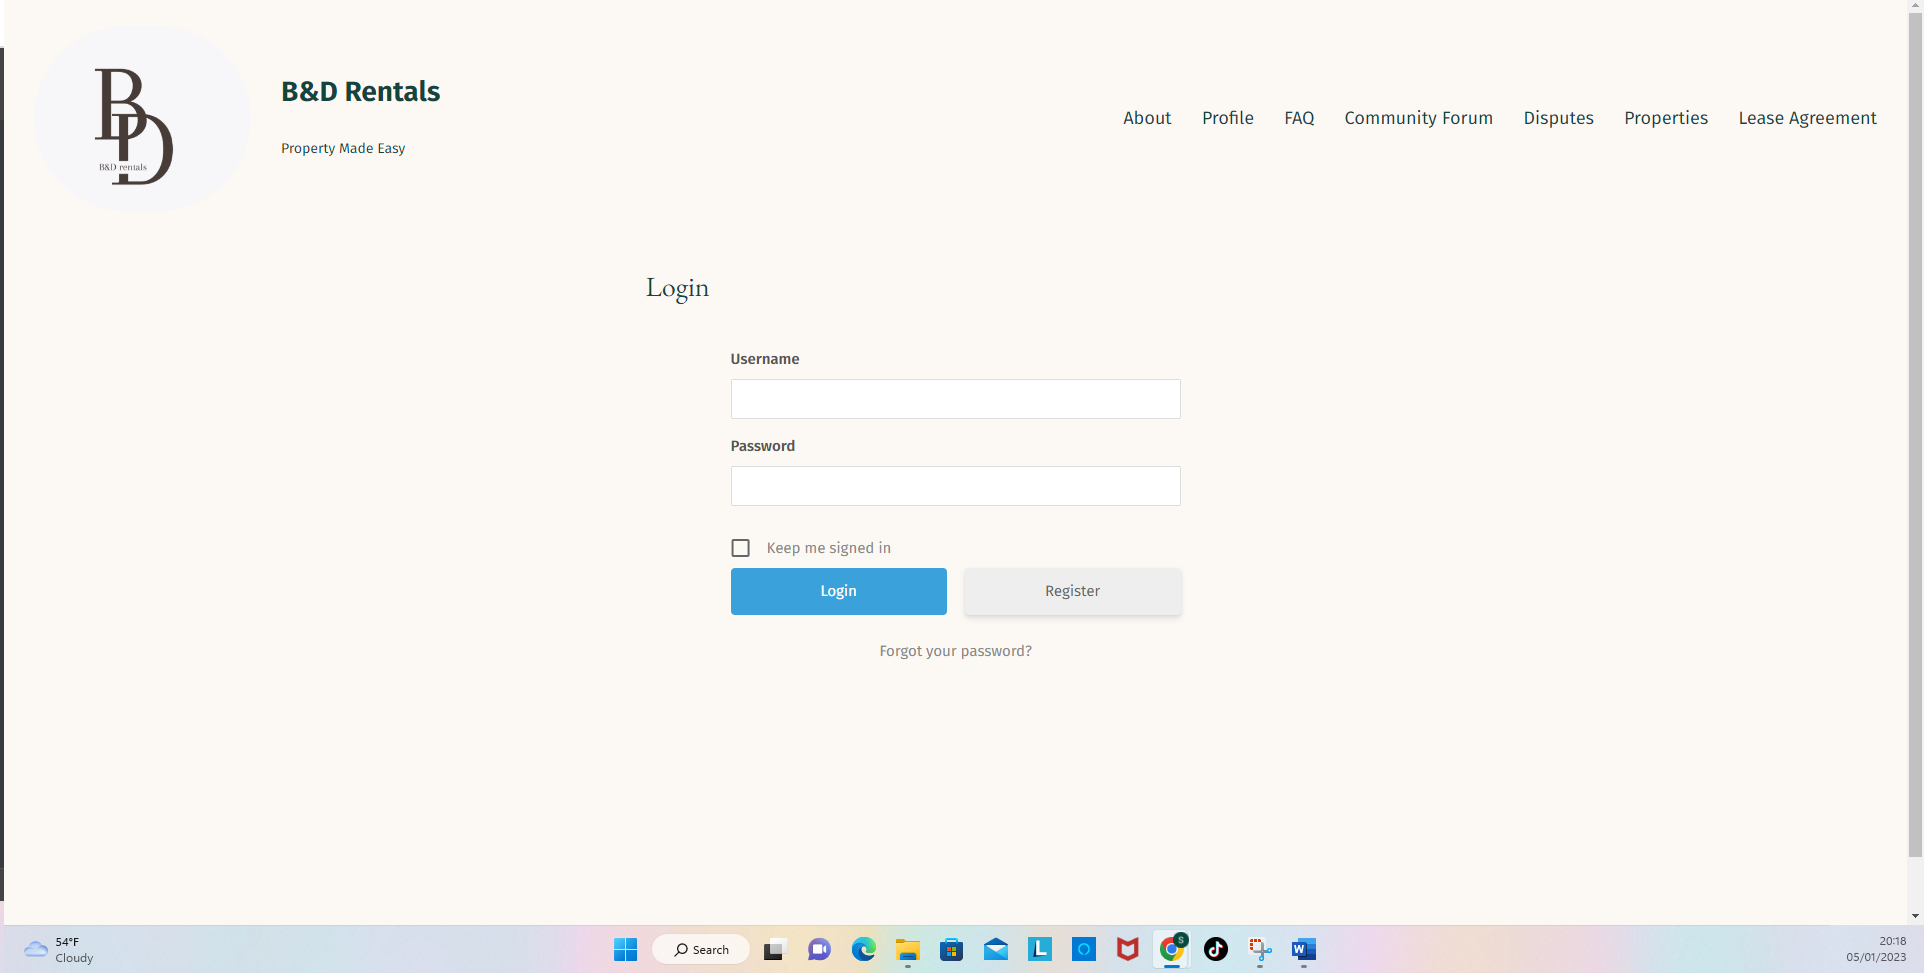 BD
B&D rentals
B&D Rentals
Property Made Easy
About Profile FAQ Community Forum Disputes Properties Lease Agreement
Login
Username
Password
Keep me signed in
Login Register
Forgot your password?
54°F
Cloudy
Search
L
S
W
20:18
05/01/2023